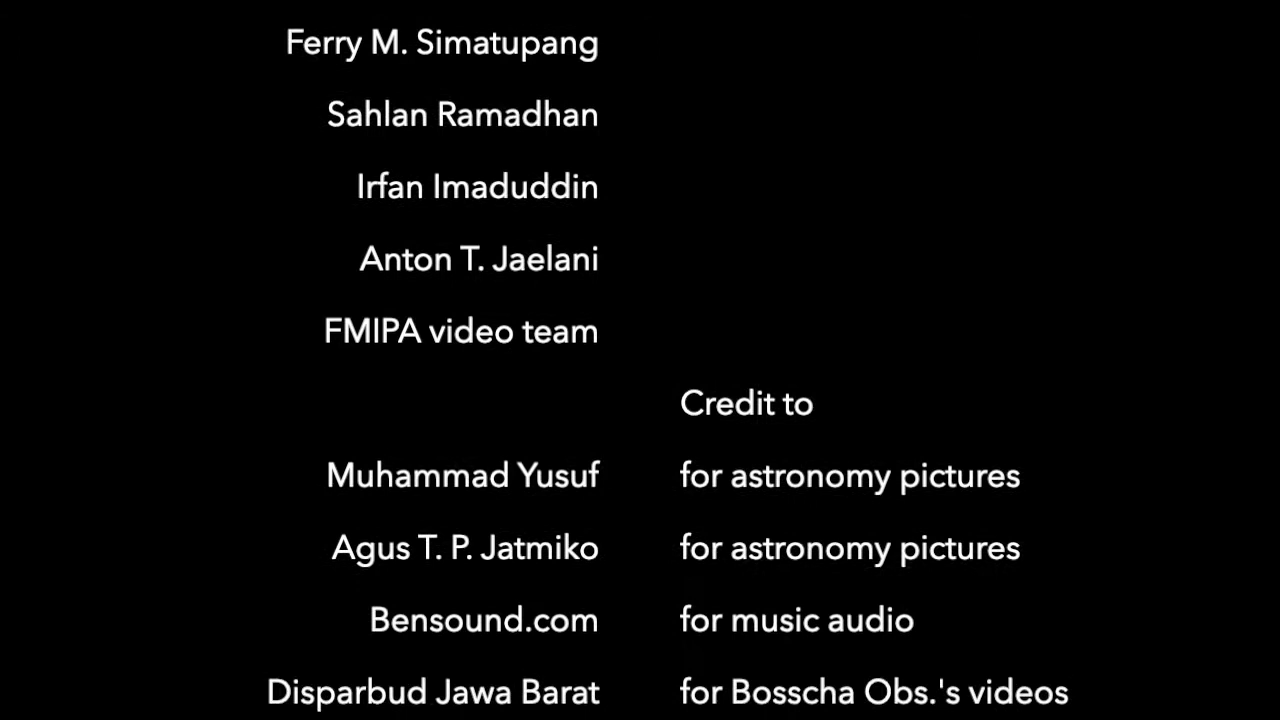 Ferry M. Simatupang
Sahlan Ramadhan
Irfan Imaduddin
Anton T. Jaelani
FMIPA video team
Credit to
Muhammad Yusuf for astronomy pictures
Agus T. P. Jatmiko for astronomy pictures
Bensound.com for music audio
Disparbud Jawa Barat for Bosscha Obs.'s videos